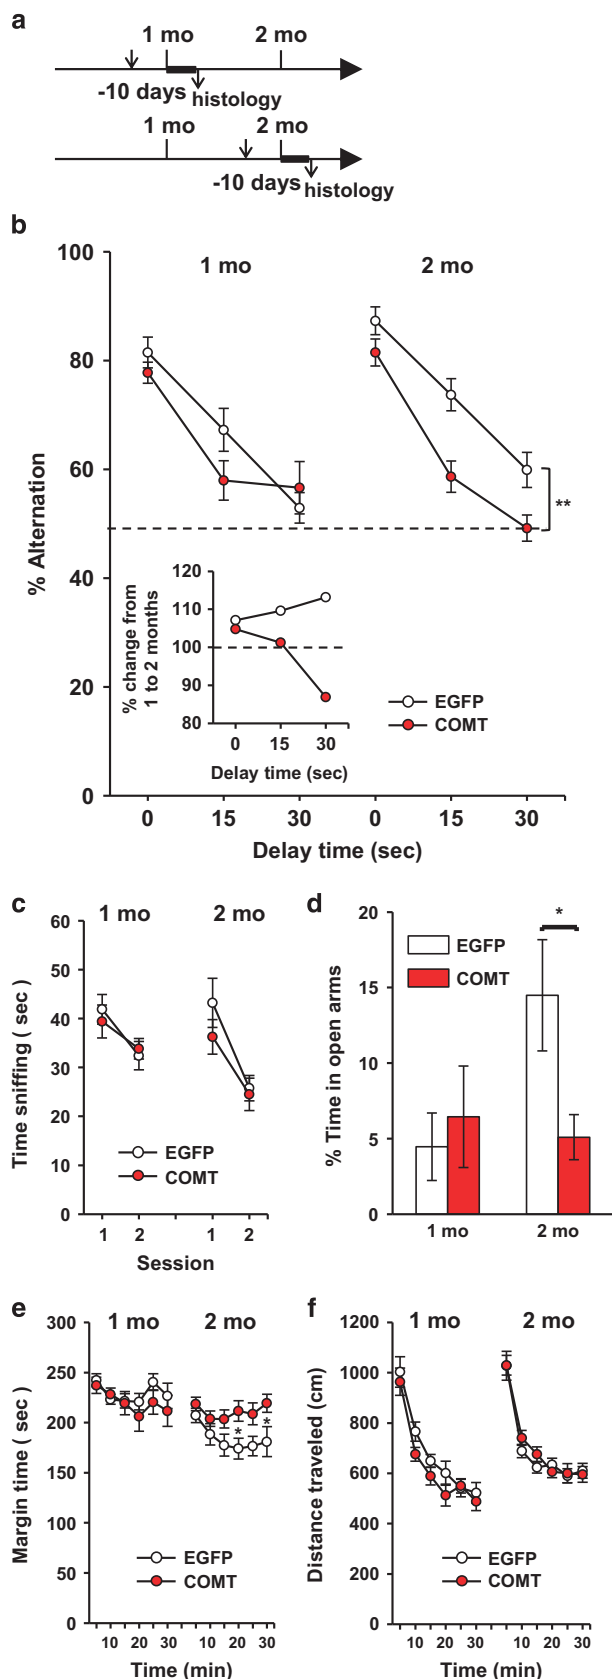 a
1 mo 2 mo
-10 days histology
1 mo 2 mo
-10 days histology
b
100
80
60
40
20
0
% Alternation
1 mo 2 mo
**
120
110
100
90
80
% change from
1 to 2 months
0 15 30
Delay time (sec)
EGFP
COMT
0 15 30 0 15 30
Delay time (sec)
c
60
50
40
30
20
10
0
Time sniffing ( sec )
1 mo 2 mo
EGFP
COMT
1 2 1 2
Session
d
20
15
10
5
0
% Time in open arms
EGFP
COMT
*
1 mo 2 mo
e
300
250
200
150
100
50
0
Margin time ( sec )
1 mo 2 mo
* *
EGFP
COMT
10 20 30 10 20 30
Time (min)
f
1200
1000
800
600
400
200
0
Distance traveled (cm)
1 mo 2 mo
EGFP
COMT
10 20 30 10 20 30
Time (min)